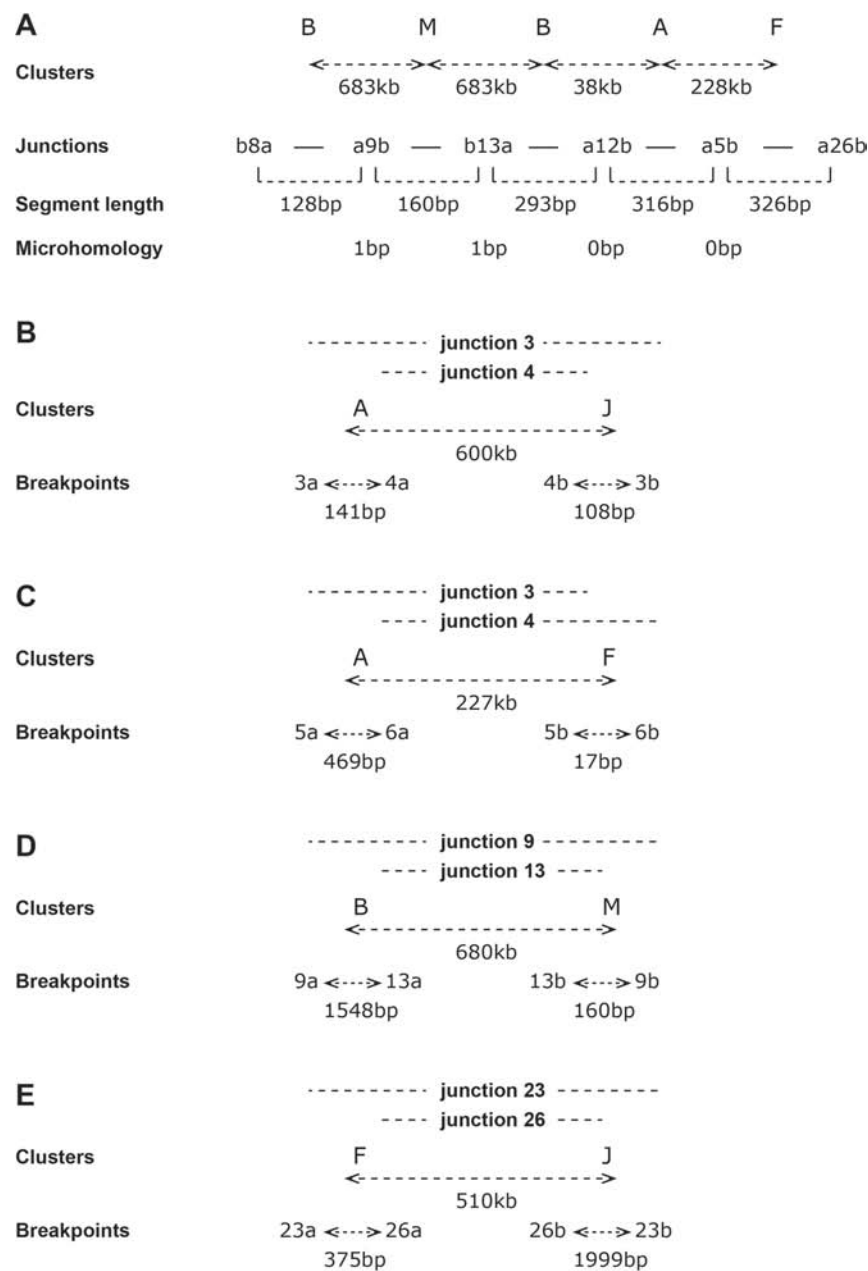 A B M B A F
Clusters
683kb 683kb 38kb 228kb
Junctions b8a — a9b — b13a — a12b — a5b — a26b
Segment length 128bp 160bp 293bp 316bp 326bp
Microhomology 1bp 1bp 0bp 0bp
B junction 3
junction 4
Clusters A J
600kb
Breakpoints 3a 4a 4b 3b
141bp 108bp
C junction 3
junction 4
Clusters A F
227kb
Breakpoints 5a 6a 5b 6b
469bp 17bp
D junction 9
junction 13
Clusters B M
680kb
Breakpoints 9a 13a 13b 9b
1548bp 160bp
E junction 23
junction 26
Clusters F J
510kb
Breakpoints 23a 26a 26b 23b
375bp 1999bp